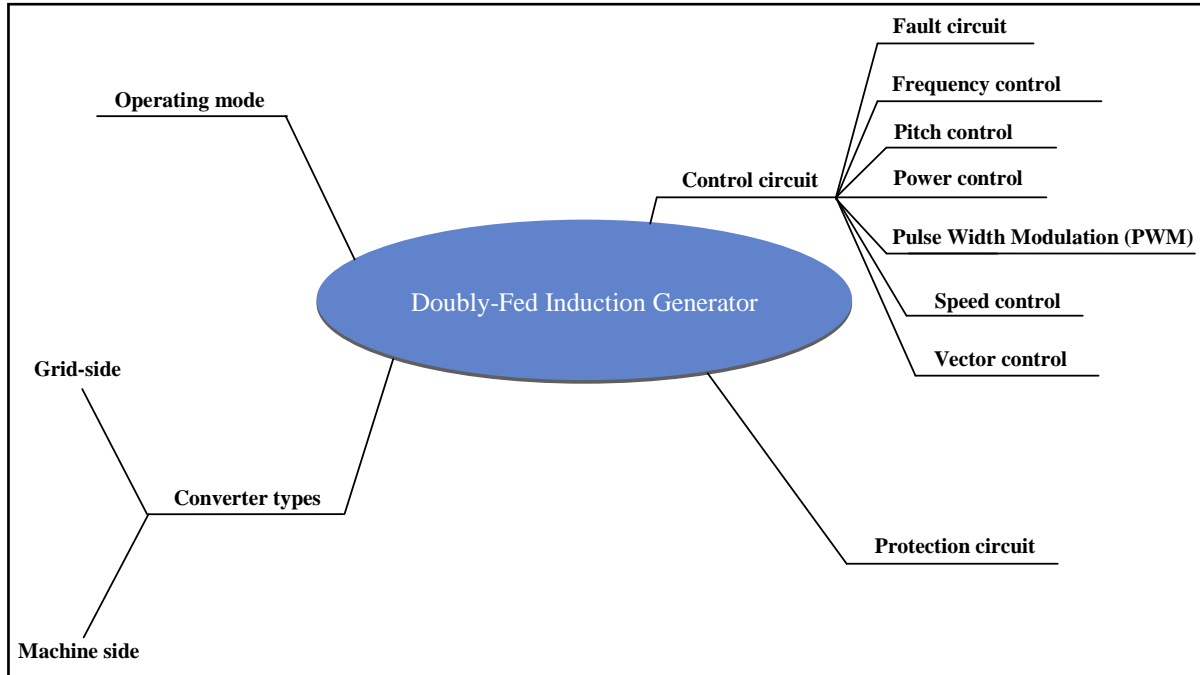 Fault circuit
Operating mode
Frequency control
Pitch control
Control circuit
Power control
Pulse Width Modulation (PWM)
Doubly-Fed Induction Generator
Speed control
Vector control
Grid-side
Converter types
Protection circuit
Machine side